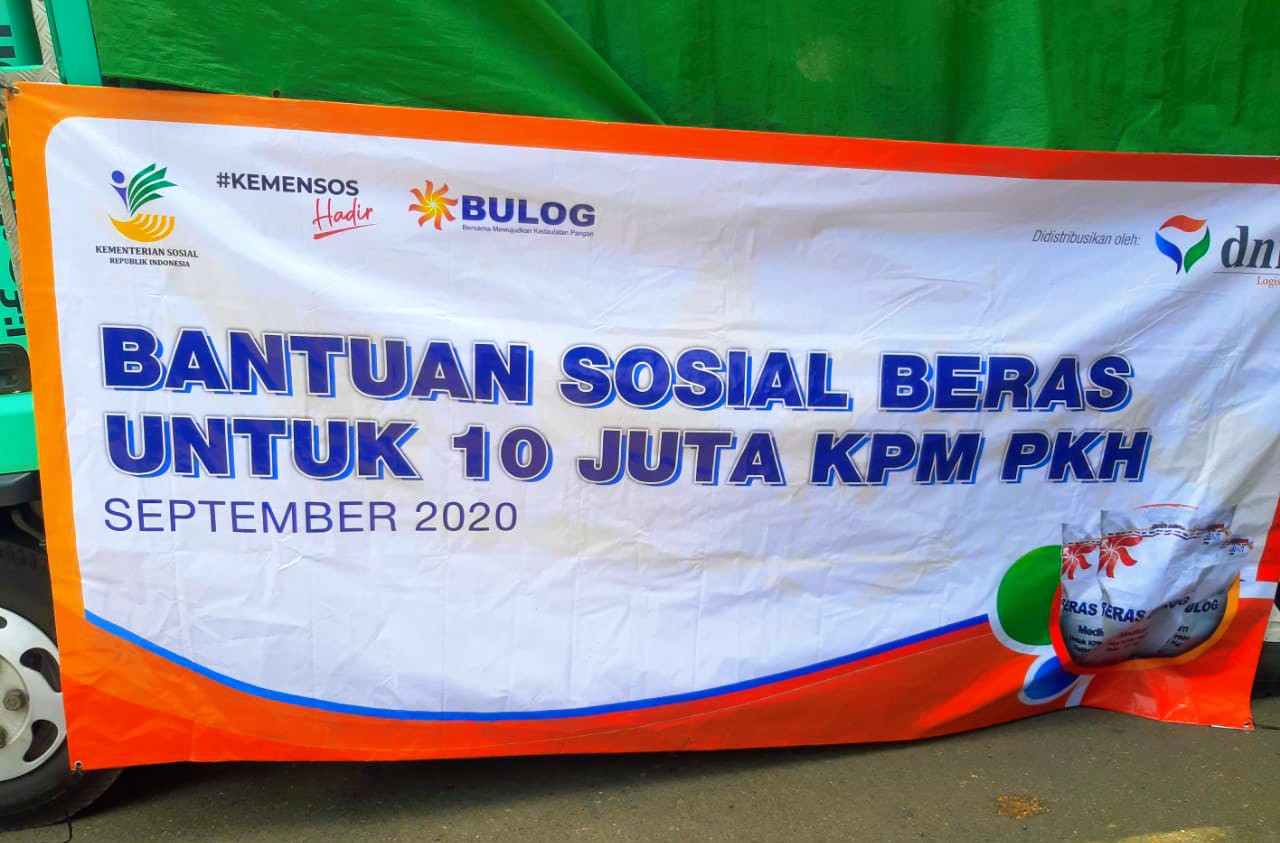 KEMENTERIAN SOSIAL
REPUBLIK INDONESIA
#KEMENSOS
Hadir
BULOG
Bersama Mewujudkan Kedaulatan Pangan
Didistribusikan oleh:
BANTUAN SOSIAL BERAS
UNTUK 10 JUTA KPM PKH
SEPTEMBER 2020
BERAS
BULOG